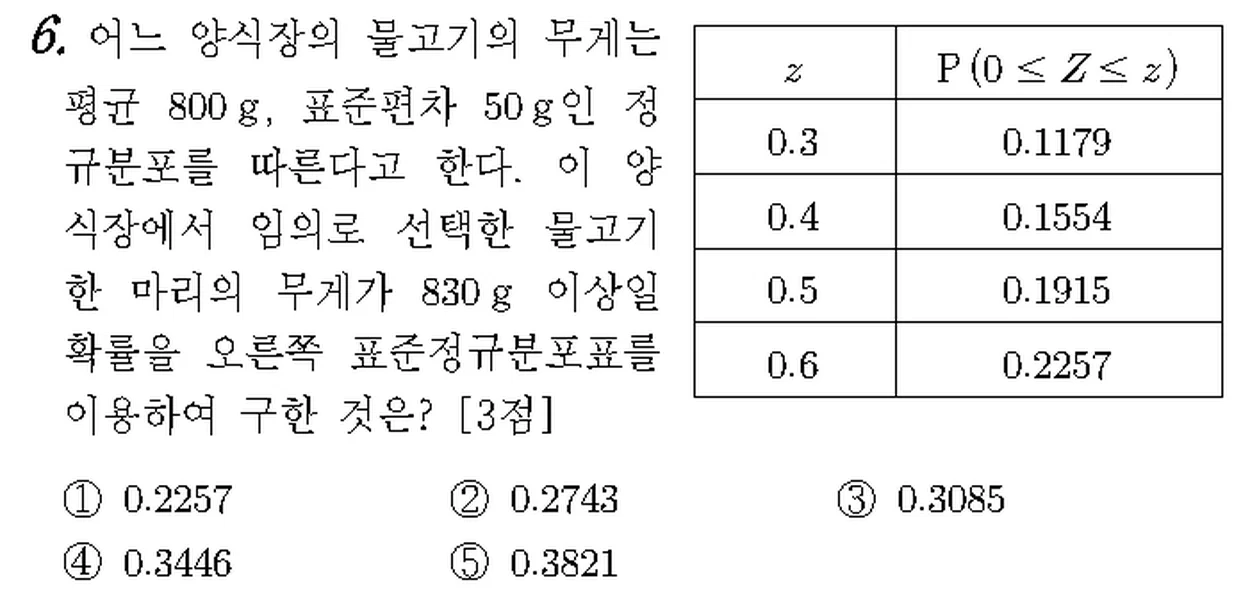 6. 어느 양식장의 물고기의 무게는
평균 800 g, 표준편차 50 g인 정
규분포를 따른다고 한다. 이 양
식장에서 임의로 선택한 물고기
한 마리의 무게가 830 g 이상일
확률을 오른쪽 표준정규분포표를
이용하여 구한 것은? [3점]
z P(0 ≤ Z ≤ z)
0.3 0.1179
0.4 0.1554
0.5 0.1915
0.6 0.2257
① 0.2257 ② 0.2743 ③ 0.3085
④ 0.3446 ⑤ 0.3821